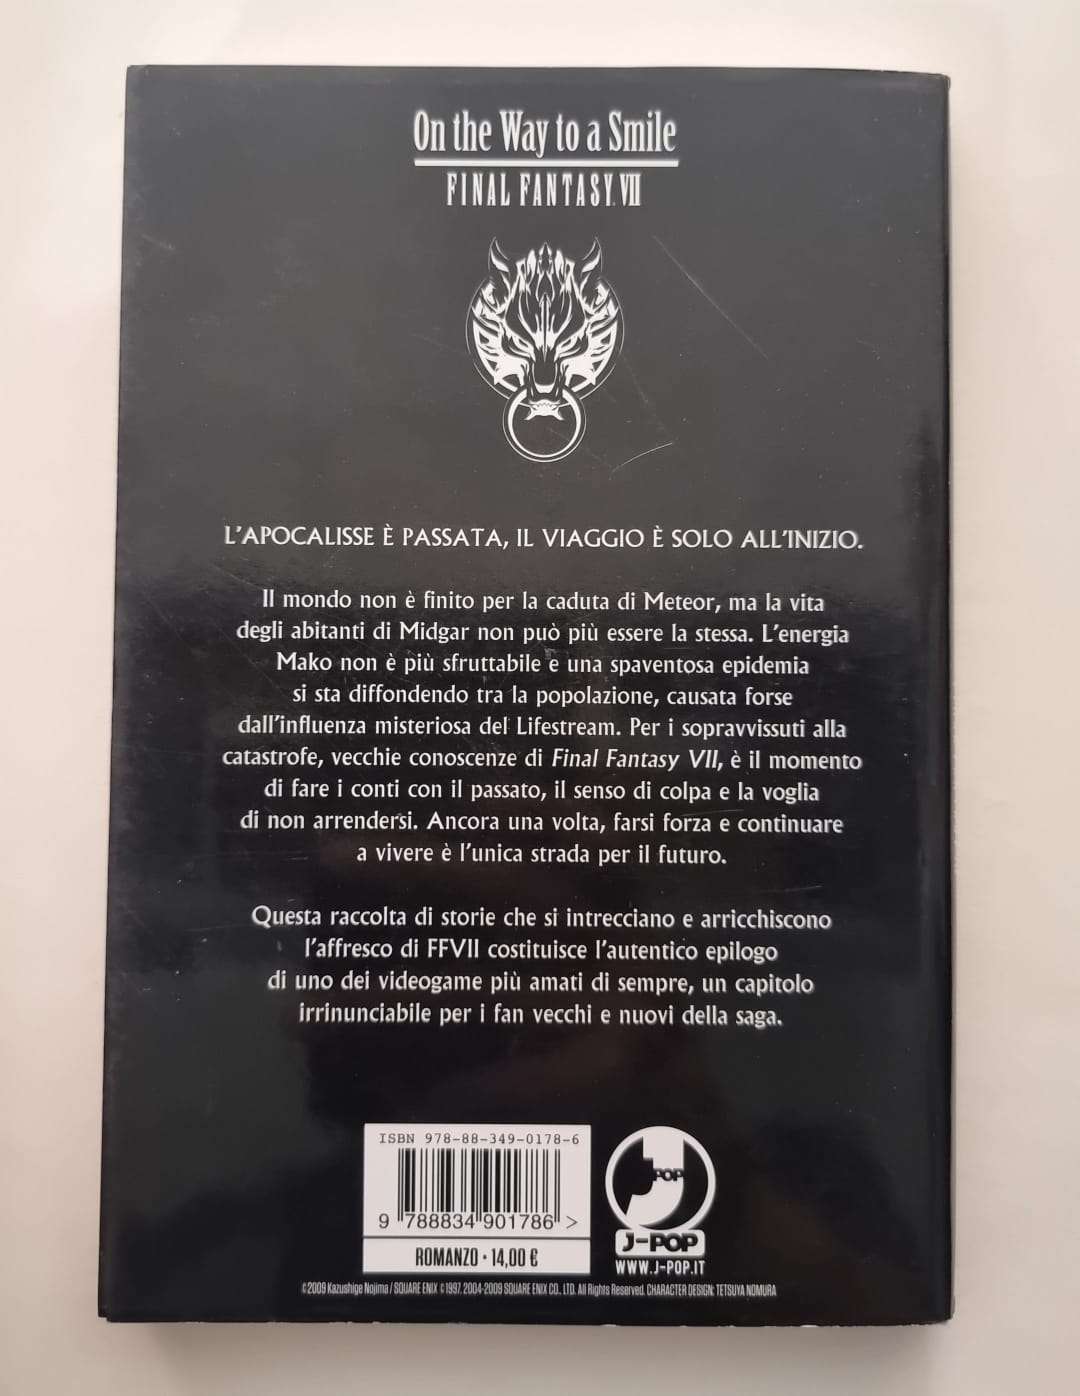 On the Way to a Smile
FINAL FANTASY VII
L'APOCALISSE È PASSATA, IL VIAGGIO È SOLO ALL'INIZIO.
Il mondo non è finito per la caduta di Meteor, ma la vita
degli abitanti di Midgar non può più essere la stessa. L'energia
Mako non è più sfruttabile e una spaventosa epidemia
si sta diffondendo tra la popolazione, causata forse
dall'influenza misteriosa del Lifestream. Per i sopravvissuti alla
catastrofe, vecchie conoscenze di Final Fantasy VII, è il momento
di fare i conti con il passato, il senso di colpa e la voglia
di non arrendersi. Ancora una volta, farsi forza e continuare
a vivere è l'unica strada per il futuro.
Questa raccolta di storie che si intrecciano e arricchiscono
l'affresco di FFVII costituisce l'autentico epilogo
di uno dei videogame più amati di sempre, un capitolo
irrinunciabile per i fan vecchi e nuovi della saga.
ISBN 978-88-349-0178-6
9 788834 901786 >
ROMANZO • 14,00 €
J POP
J-POP
WWW.J-POP.IT
©2009 Kazushige Nojima / SQUARE ENIX ©1997, 2004-2009 SQUARE ENIX CO., LTD. All Rights Reserved. CHARACTER DESIGN: TETSUYA NOMURA